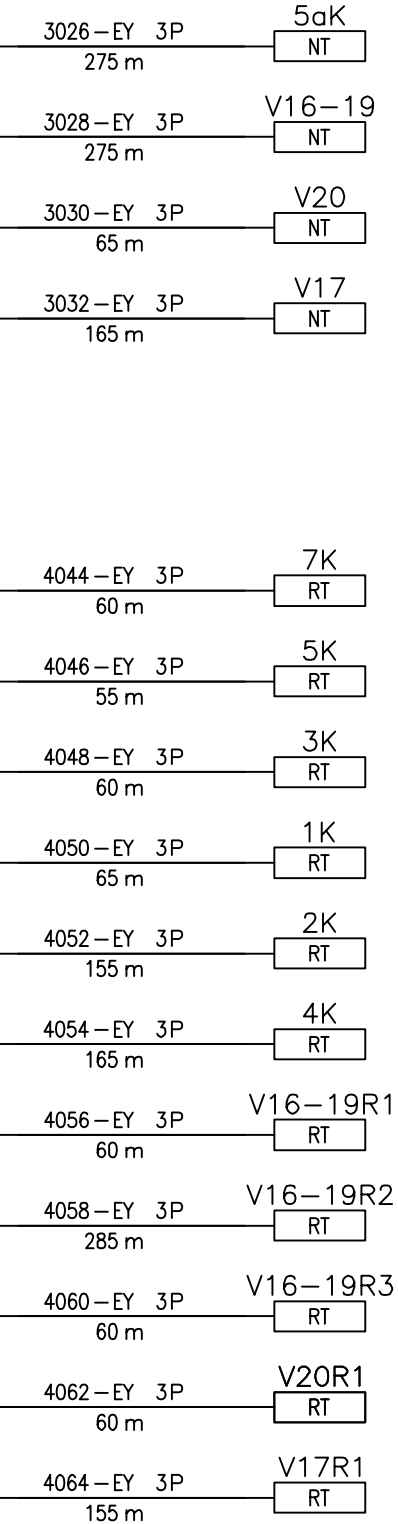 5aK
3026-EY 3P
NT
275 m
V16-19
3028-EY 3P
NT
275 m
V20
3030-EY 3P
NT
65 m
V17
3032-EY 3P
NT
165 m
7K
4044-EY 3P
RT
60 m
5K
4046-EY 3P
RT
55 m
3K
4048-EY 3P
RT
60 m
1K
4050-EY 3P
RT
65 m
2K
4052-EY 3P
RT
155 m
4K
4054-EY 3P
RT
165 m
V16-19R1
4056-EY 3P
RT
60 m
V16-19R2
4058-EY 3P
RT
285 m
V16-19R3
4060-EY 3P
RT
60 m
V20R1
4062-EY 3P
RT
60 m
V17R1
4064-EY 3P
RT
155 m